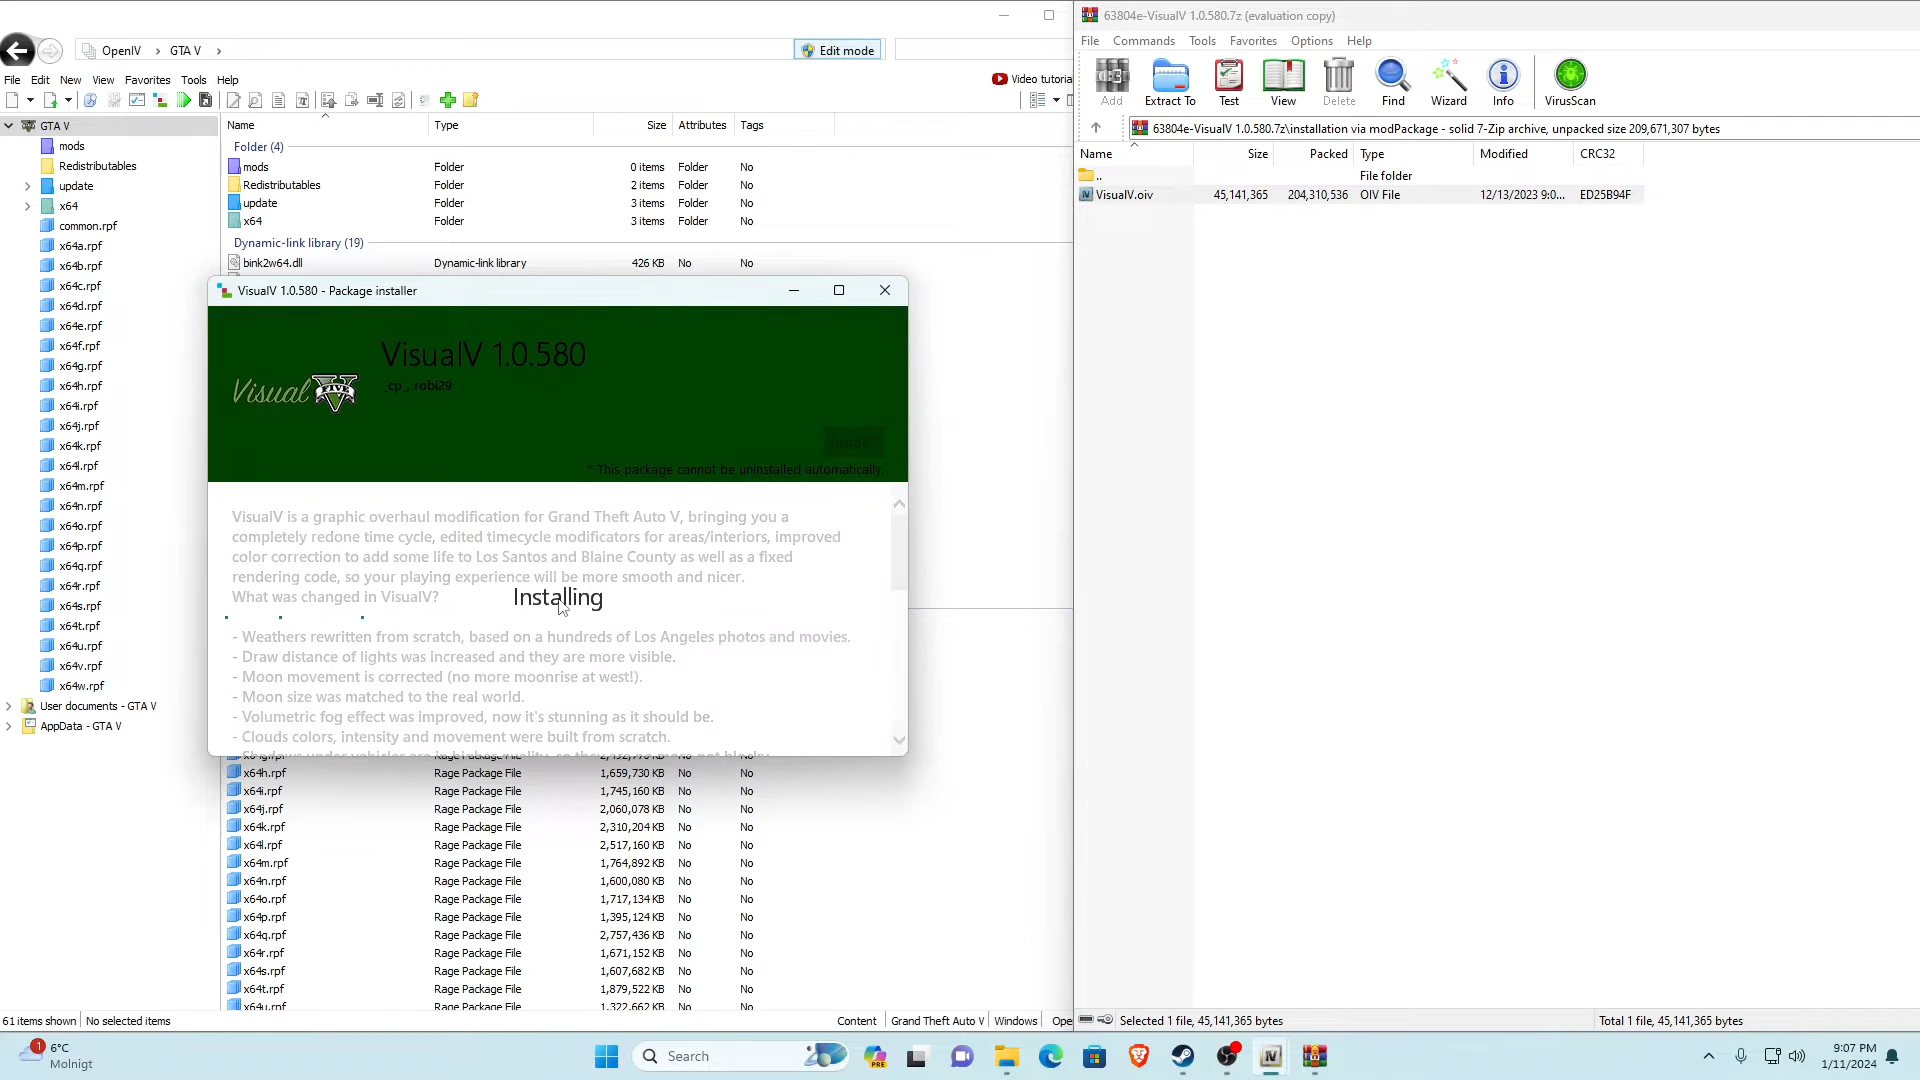 OpenIV > GTA V >
Edit mode
File Edit New View Favorites Tools Help
Video tutoria
GTA V
mods
Redistributables
update
x64
common.rpf
x64a.rpf
x64b.rpf
x64c.rpf
x64d.rpf
x64e.rpf
x64f.rpf
x64g.rpf
x64h.rpf
x64i.rpf
x64j.rpf
x64k.rpf
x64l.rpf
x64m.rpf
x64n.rpf
x64o.rpf
x64p.rpf
x64q.rpf
x64r.rpf
x64s.rpf
x64t.rpf
x64u.rpf
x64v.rpf
x64w.rpf
User documents - GTA V
AppData - GTA V
Name Type Size Attributes Tags
Folder (4)
mods Folder 0 items Folder No
Redistributables Folder 2 items Folder No
update Folder 3 items Folder No
x64 Folder 3 items Folder No
Dynamic-link library (19)
bink2w64.dll Dynamic-link library 426 KB No No
VisualV 1.0.580 - Package installer
VisualV 1.0.580
_cp_, robi29
Visual V
FIVE
* This package cannot be uninstalled automatically.
VisualV is a graphic overhaul modification for Grand Theft Auto V, bringing you a
completely redone time cycle, edited timecycle modificators for areas/interiors, improved
color correction to add some life to Los Santos and Blaine County as well as a fixed
rendering code, so your playing experience will be more smooth and nicer.
What was changed in VisualV?
Installing
- Weathers rewritten from scratch, based on a hundreds of Los Angeles photos and movies.
- Draw distance of lights was increased and they are more visible.
- Moon movement is corrected (no more moonrise at west!).
- Moon size was matched to the real world.
- Volumetric fog effect was improved, now it's stunning as it should be.
- Clouds colors, intensity and movement were built from scratch.
x64h.rpf Rage Package File 1,659,730 KB No No
x64i.rpf Rage Package File 1,745,160 KB No No
x64j.rpf Rage Package File 2,060,078 KB No No
x64k.rpf Rage Package File 2,310,204 KB No No
x64l.rpf Rage Package File 2,517,160 KB No No
x64m.rpf Rage Package File 1,764,892 KB No No
x64n.rpf Rage Package File 1,600,080 KB No No
x64o.rpf Rage Package File 1,717,134 KB No No
x64p.rpf Rage Package File 1,395,124 KB No No
x64q.rpf Rage Package File 2,757,436 KB No No
x64r.rpf Rage Package File 1,671,152 KB No No
x64s.rpf Rage Package File 1,607,682 KB No No
x64t.rpf Rage Package File 1,879,522 KB No No
x64u.rpf Rage Package File 1,322,662 KB No No
61 items shown No selected items Content Grand Theft Auto V Windows Ope
63804e-VisualV 1.0.580.7z (evaluation copy)
File Commands Tools Favorites Options Help
Add Extract To Test View Delete Find Wizard Info VirusScan
63804e-VisualV 1.0.580.7z\installation via modPackage - solid 7-Zip archive, unpacked size 209,671,307 bytes
Name Size Packed Type Modified CRC32
.. File folder
VisualV.oiv 45,141,365 204,310,536 OIV File 12/13/2023 9:0... ED25B94F
Selected 1 file, 45,141,365 bytes Total 1 file, 45,141,365 bytes
1
6°C
Molnigt
Search
PRE
IV
9:07 PM
1/11/2024